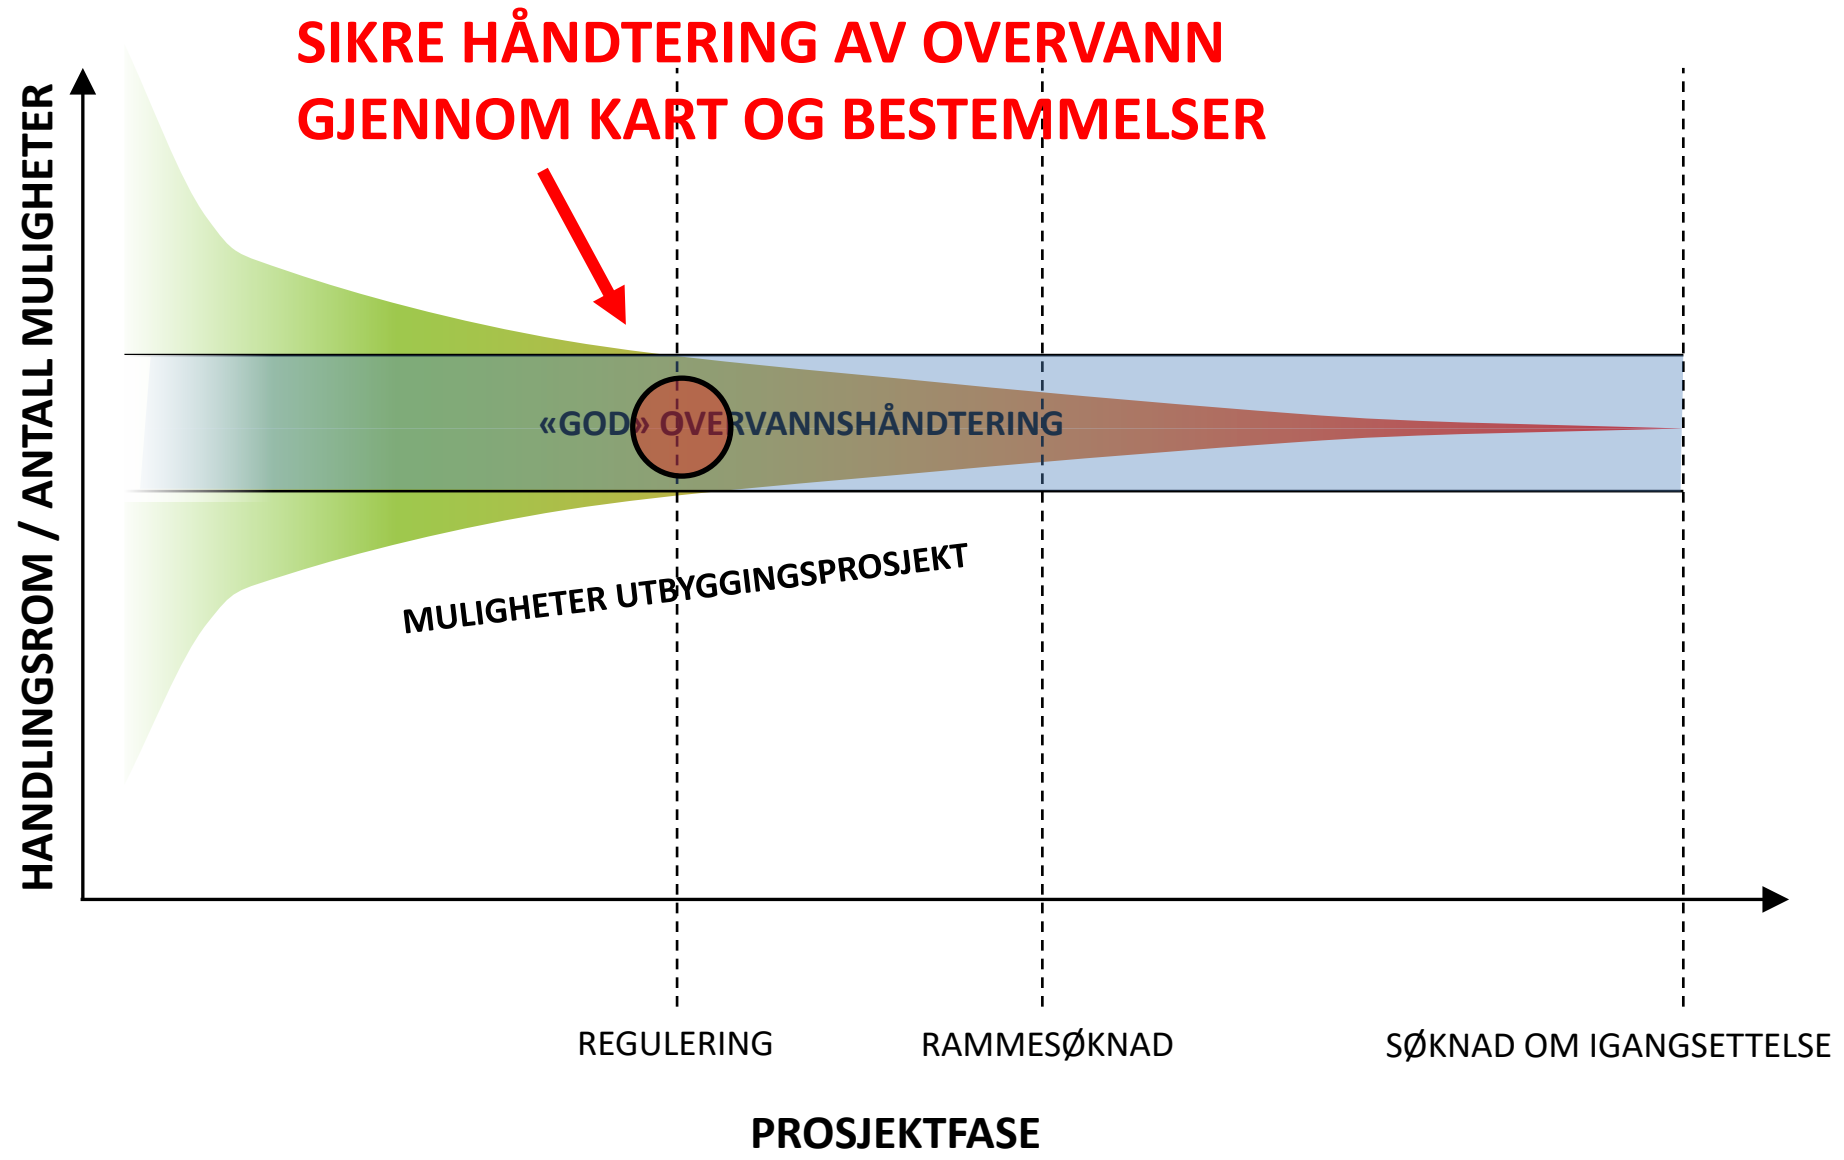 SIKRE HÅNDTERING AV OVERVANN
GJENNOM KART OG BESTEMMELSER
HANDLINGSROM / ANTALL MULIGHETER
«GOD» OVERVANNSHÅNDTERING
MULIGHETER UTBYGGINGSPROSJEKT
REGULERING
RAMMESØKNAD
SØKNAD OM IGANGSETTELSE
PROSJEKTFASE